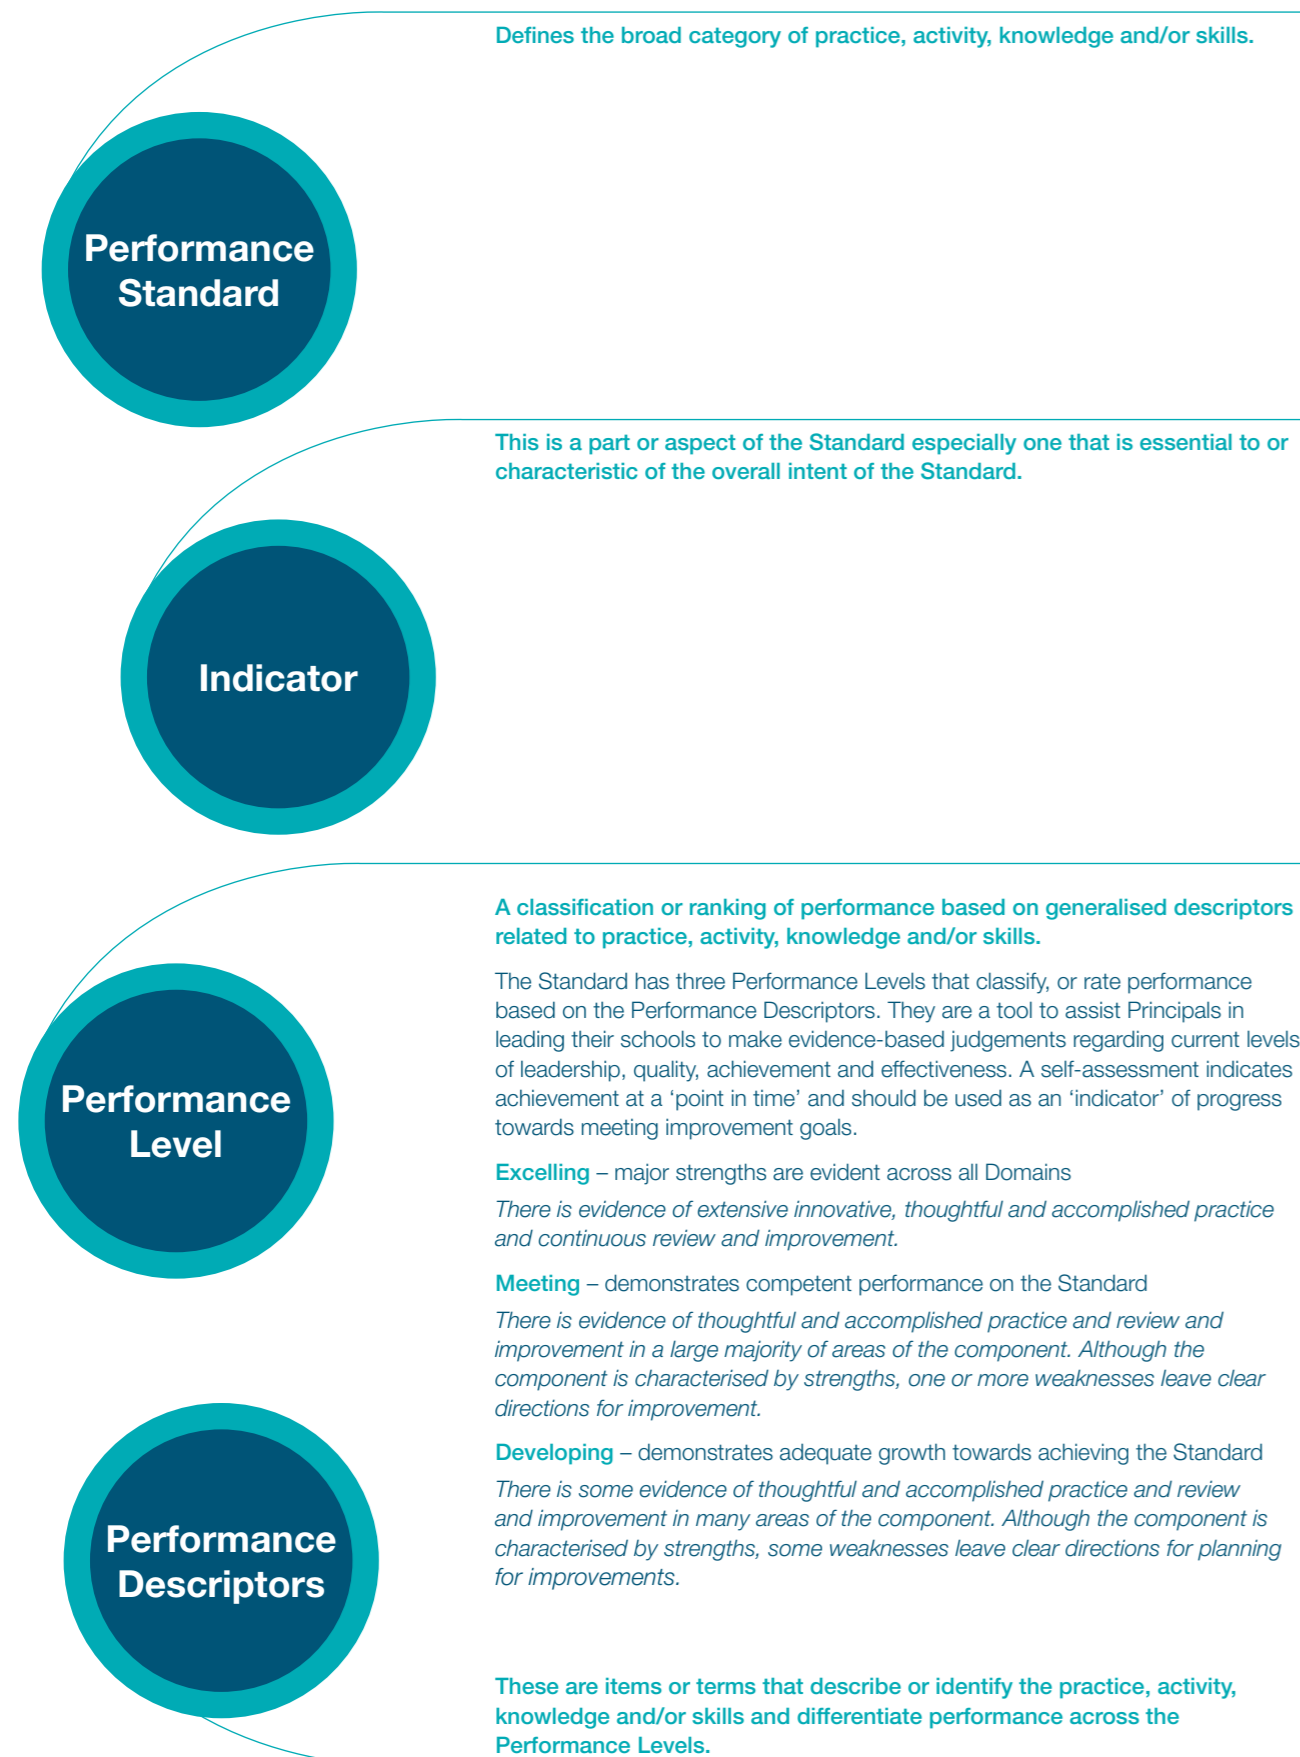 Defines the broad category of practice, activity, knowledge and/or skills.
Performance
Standard
This is a part or aspect of the Standard especially one that is essential to or
characteristic of the overall intent of the Standard.
Indicator
A classification or ranking of performance based on generalised descriptors
related to practice, activity, knowledge and/or skills.
The Standard has three Performance Levels that classify, or rate performance
based on the Performance Descriptors. They are a tool to assist Principals in
leading their schools to make evidence-based judgements regarding current levels
of leadership, quality, achievement and effectiveness. A self-assessment indicates
achievement at a ‘point in time’ and should be used as an ‘indicator’ of progress
towards meeting improvement goals.
Performance
Level
Excelling – major strengths are evident across all Domains
There is evidence of extensive innovative, thoughtful and accomplished practice
and continuous review and improvement.
Meeting – demonstrates competent performance on the Standard
There is evidence of thoughtful and accomplished practice and review and
improvement in a large majority of areas of the component. Although the
component is characterised by strengths, one or more weaknesses leave clear
directions for improvement.
Developing – demonstrates adequate growth towards achieving the Standard
There is some evidence of thoughtful and accomplished practice and review
and improvement in many areas of the component. Although the component is
characterised by strengths, some weaknesses leave clear directions for planning
for improvements.
Performance
Descriptors
These are items or terms that describe or identify the practice, activity,
knowledge and/or skills and differentiate performance across the
Performance Levels.